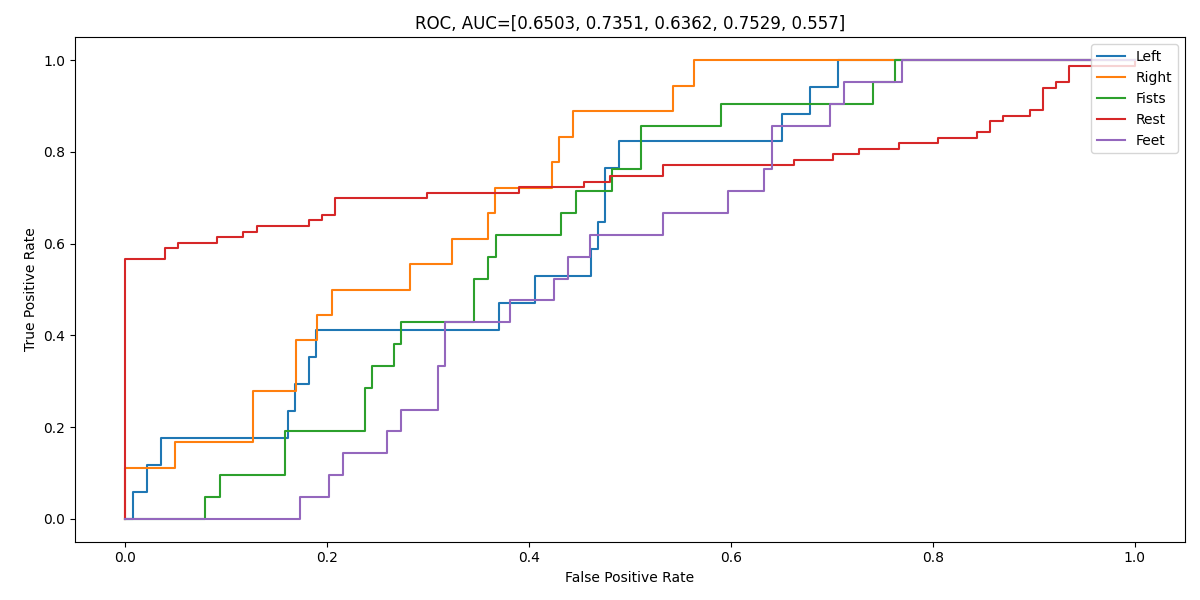 ROC, AUC=[0.6503, 0.7351, 0.6362, 0.7529, 0.557]
Left
Right
Fists
Rest
Feet
1.0
0.8
0.6
0.4
0.2
0.0
True Positive Rate
0.0 0.2 0.4 0.6 0.8 1.0
False Positive Rate